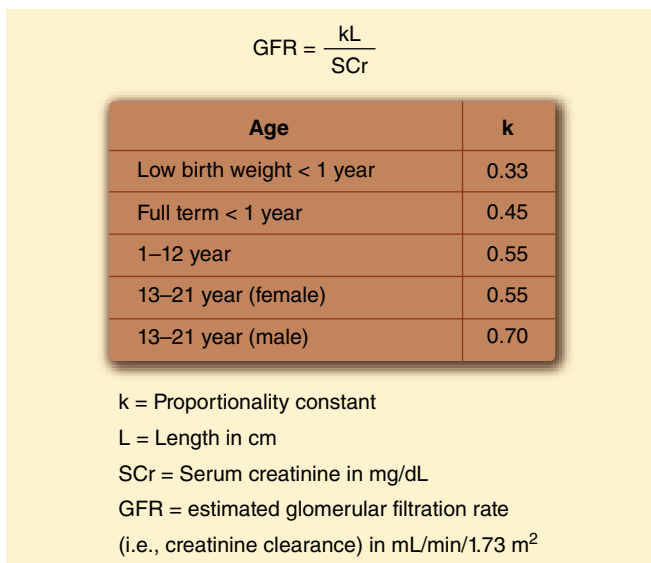 GFR = kL
SCr
Age k
Low birth weight < 1 year 0.33
Full term < 1 year 0.45
1–12 year 0.55
13–21 year (female) 0.55
13–21 year (male) 0.70
k = Proportionality constant
L = Length in cm
SCr = Serum creatinine in mg/dL
GFR = estimated glomerular filtration rate
(i.e., creatinine clearance) in mL/min/1.73 m²